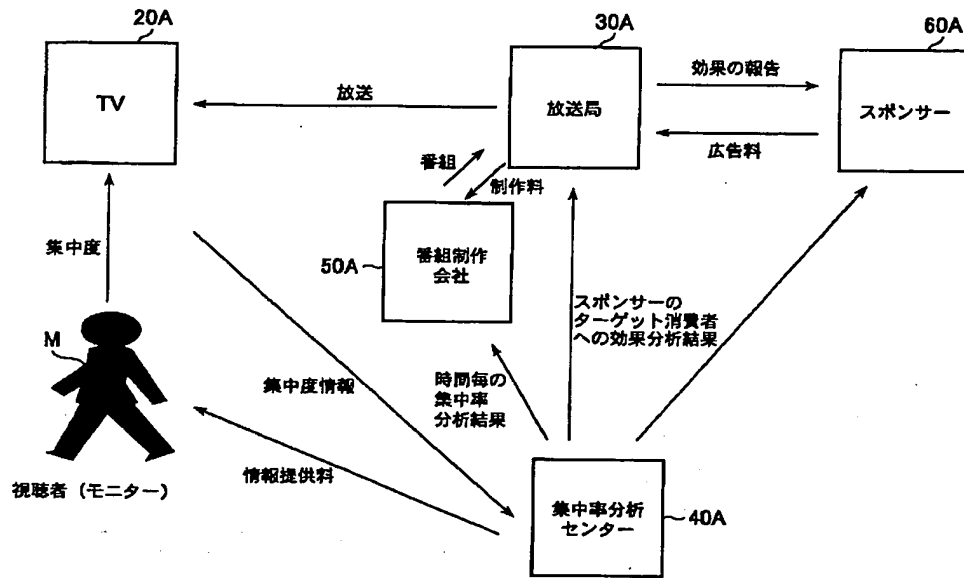 20A
30A
60A
TV
放送
放送局
効果の報告
スポンサー
広告料
番組
制作料
集中度
50A
番組制作
会社
スポンサーの
ターゲット消費者
への効果分析結果
M
集中度情報
時間毎の
集中率
分析結果
情報提供料
視聴者（モニター）
集中率分析
センター
40A